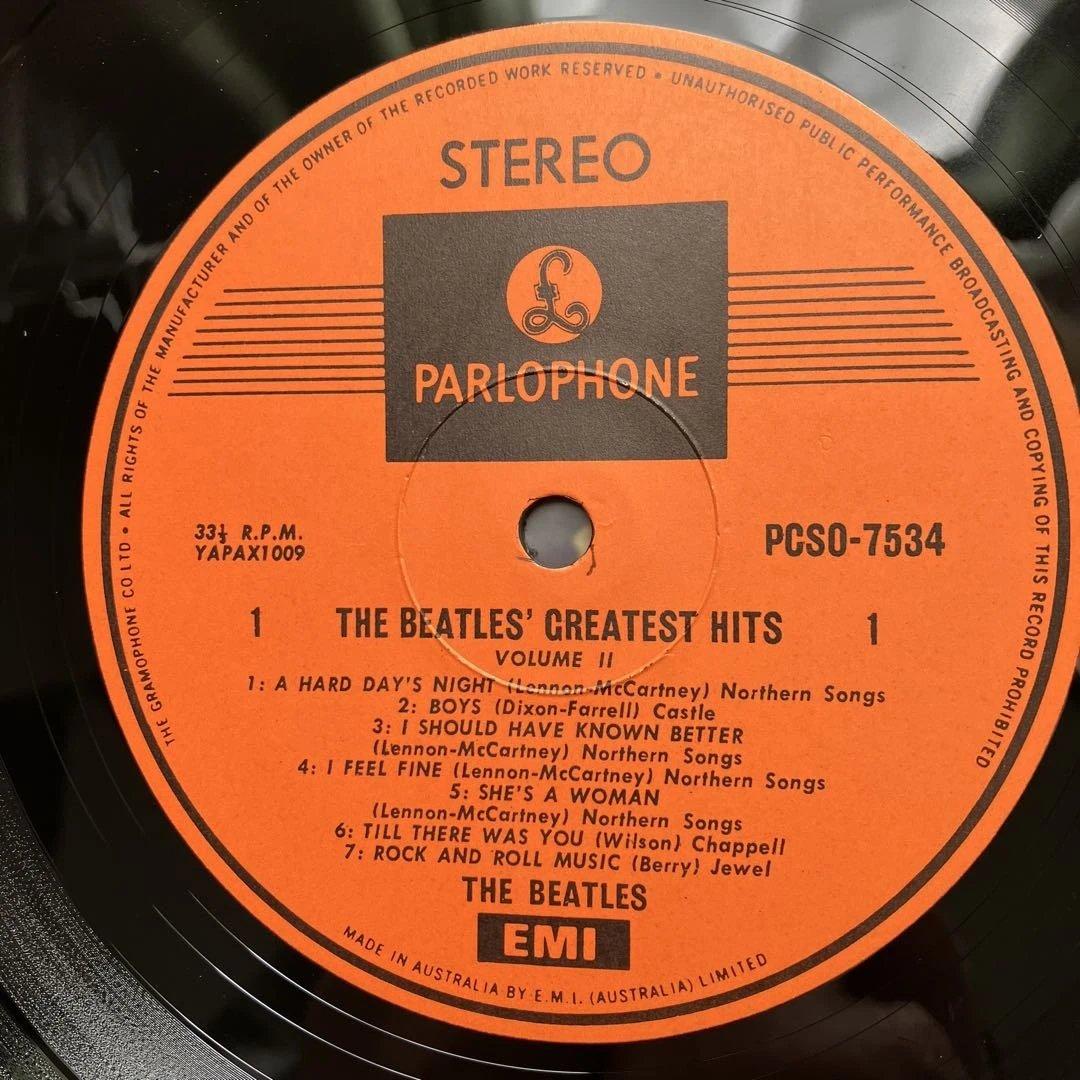 THE GRAMOPHONE CO LTD • ALL RIGHTS OF THE MANUFACTURER AND OF THE OWNER OF THE RECORDED WORK RESERVED • UNAUTHORISED PUBLIC PERFORMANCE BROADCASTING AND COPYING OF THIS RECORD PROHIBITED
STEREO
£
PARLOPHONE
33⅓ R.P.M.
YAPAX1009
PCSO-7534
1 THE BEATLES' GREATEST HITS 1
VOLUME II
1: A HARD DAY'S NIGHT (Lennon-McCartney) Northern Songs
2: BOYS (Dixon-Farrell) Castle
3: I SHOULD HAVE KNOWN BETTER
(Lennon-McCartney) Northern Songs
4: I FEEL FINE (Lennon-McCartney) Northern Songs
5: SHE'S A WOMAN
(Lennon-McCartney) Northern Songs
6: TILL THERE WAS YOU (Wilson) Chappell
7: ROCK AND ROLL MUSIC (Berry) Jewel
THE BEATLES
EMI
MADE IN AUSTRALIA BY E.M.I. (AUSTRALIA) LIMITED